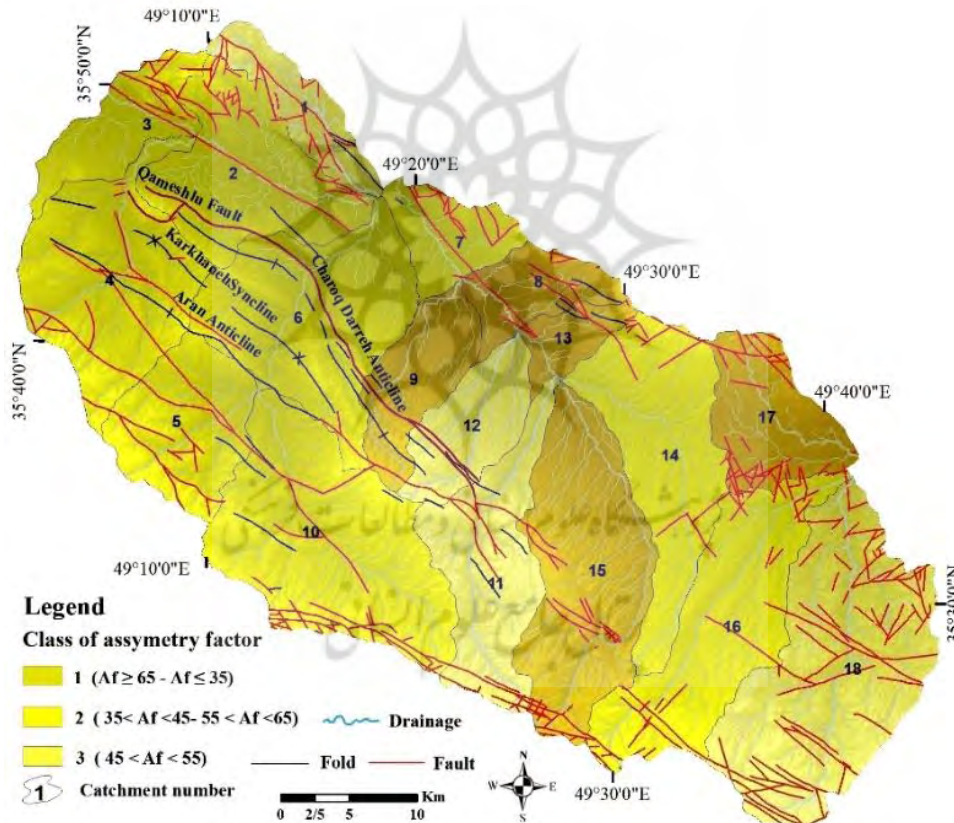 49°10'0"E
35°50'0"N
1
3
49°20'0"E
2
Qameshlu Fault
7
Karkhaneh Syncline
Charoq Darreh Anticline
8
49°30'0"E
4
Aran Anticline
6
13
35°40'0"N
9
49°40'0"E
12
17
5
14
10
49°10'0"E
11
15
35°30'0"N
16
18
Legend
Class of assymetry factor
1 (Af ≥ 65 - Af ≤ 35)
2 ( 35< Af <45- 55 < Af <65)
Drainage
3 ( 45 < Af < 55)
Fold
Fault
1 Catchment number
N
W E
S
Km
0 2/5 5 10
49°30'0"E